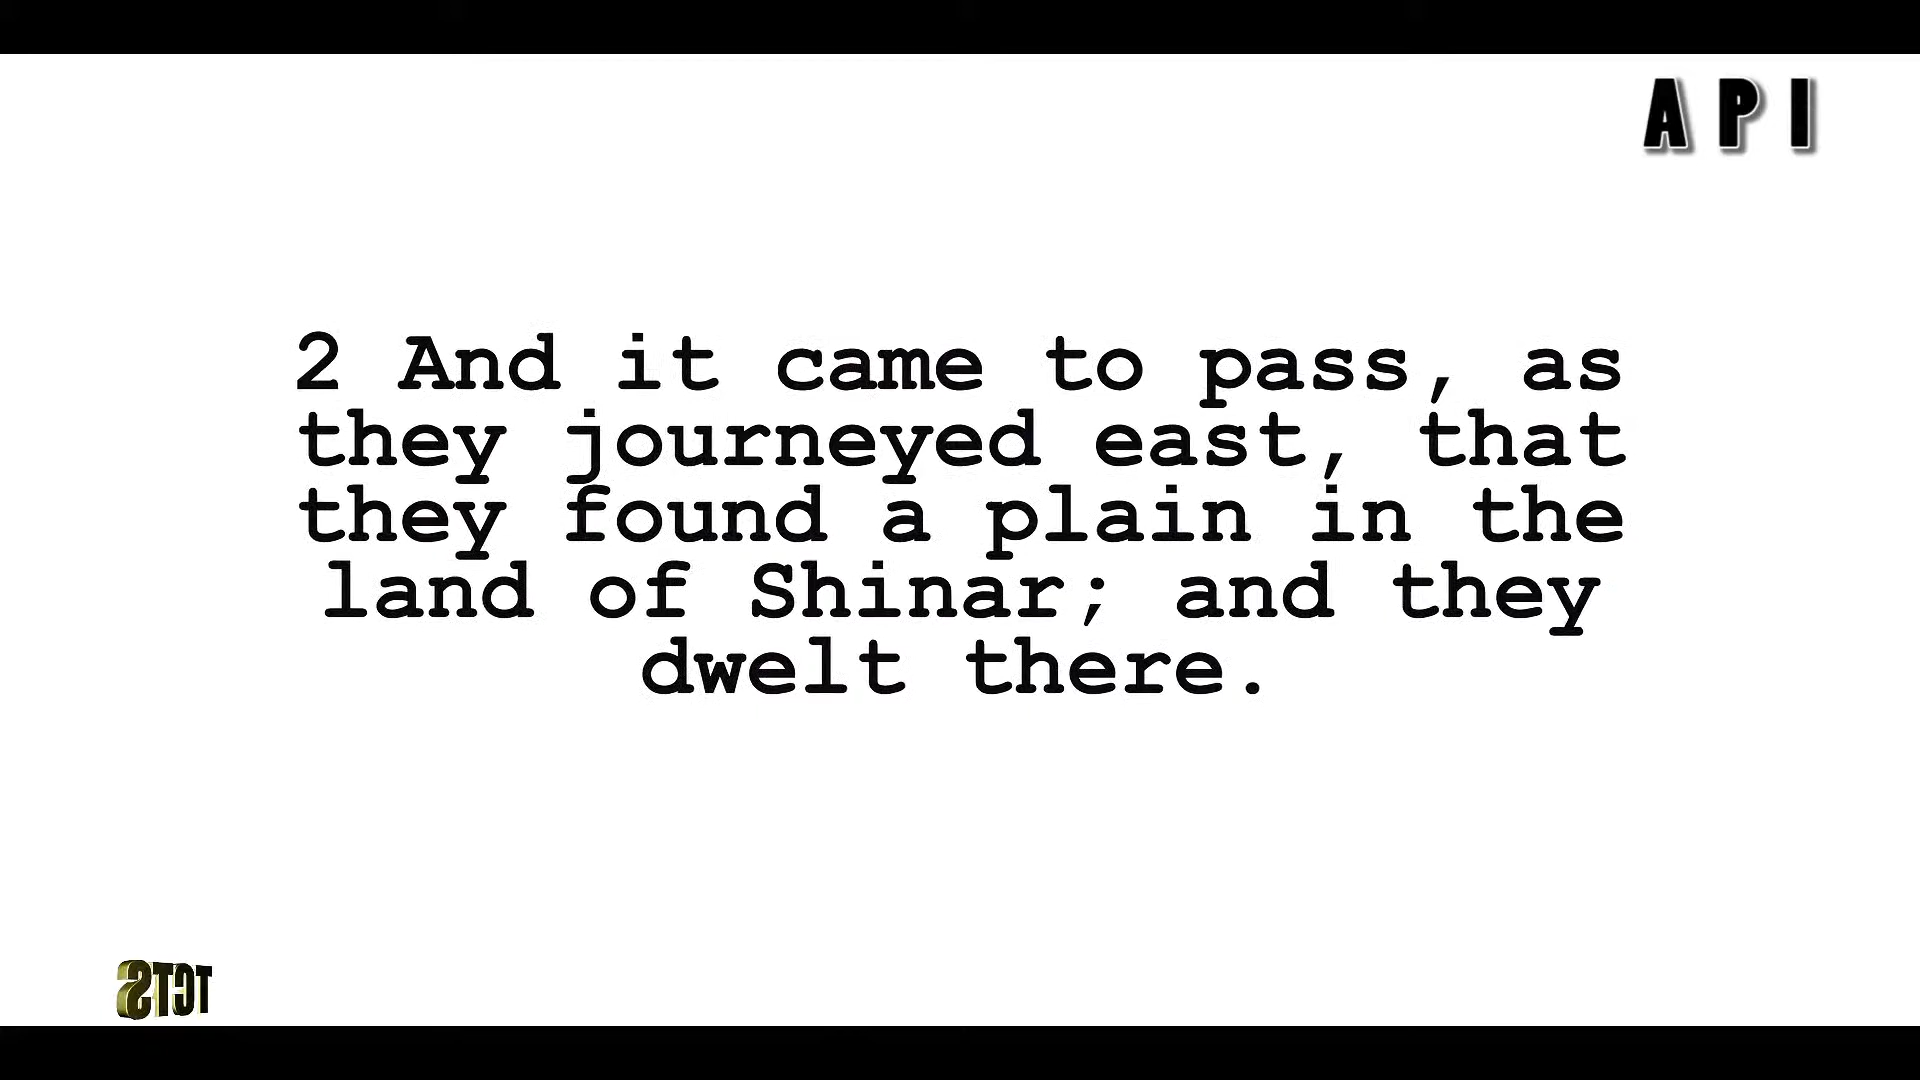 A P I
2 And it came to pass, as
they journeyed east, that
they found a plain in the
land of Shinar; and they
dwelt there.
TCTS